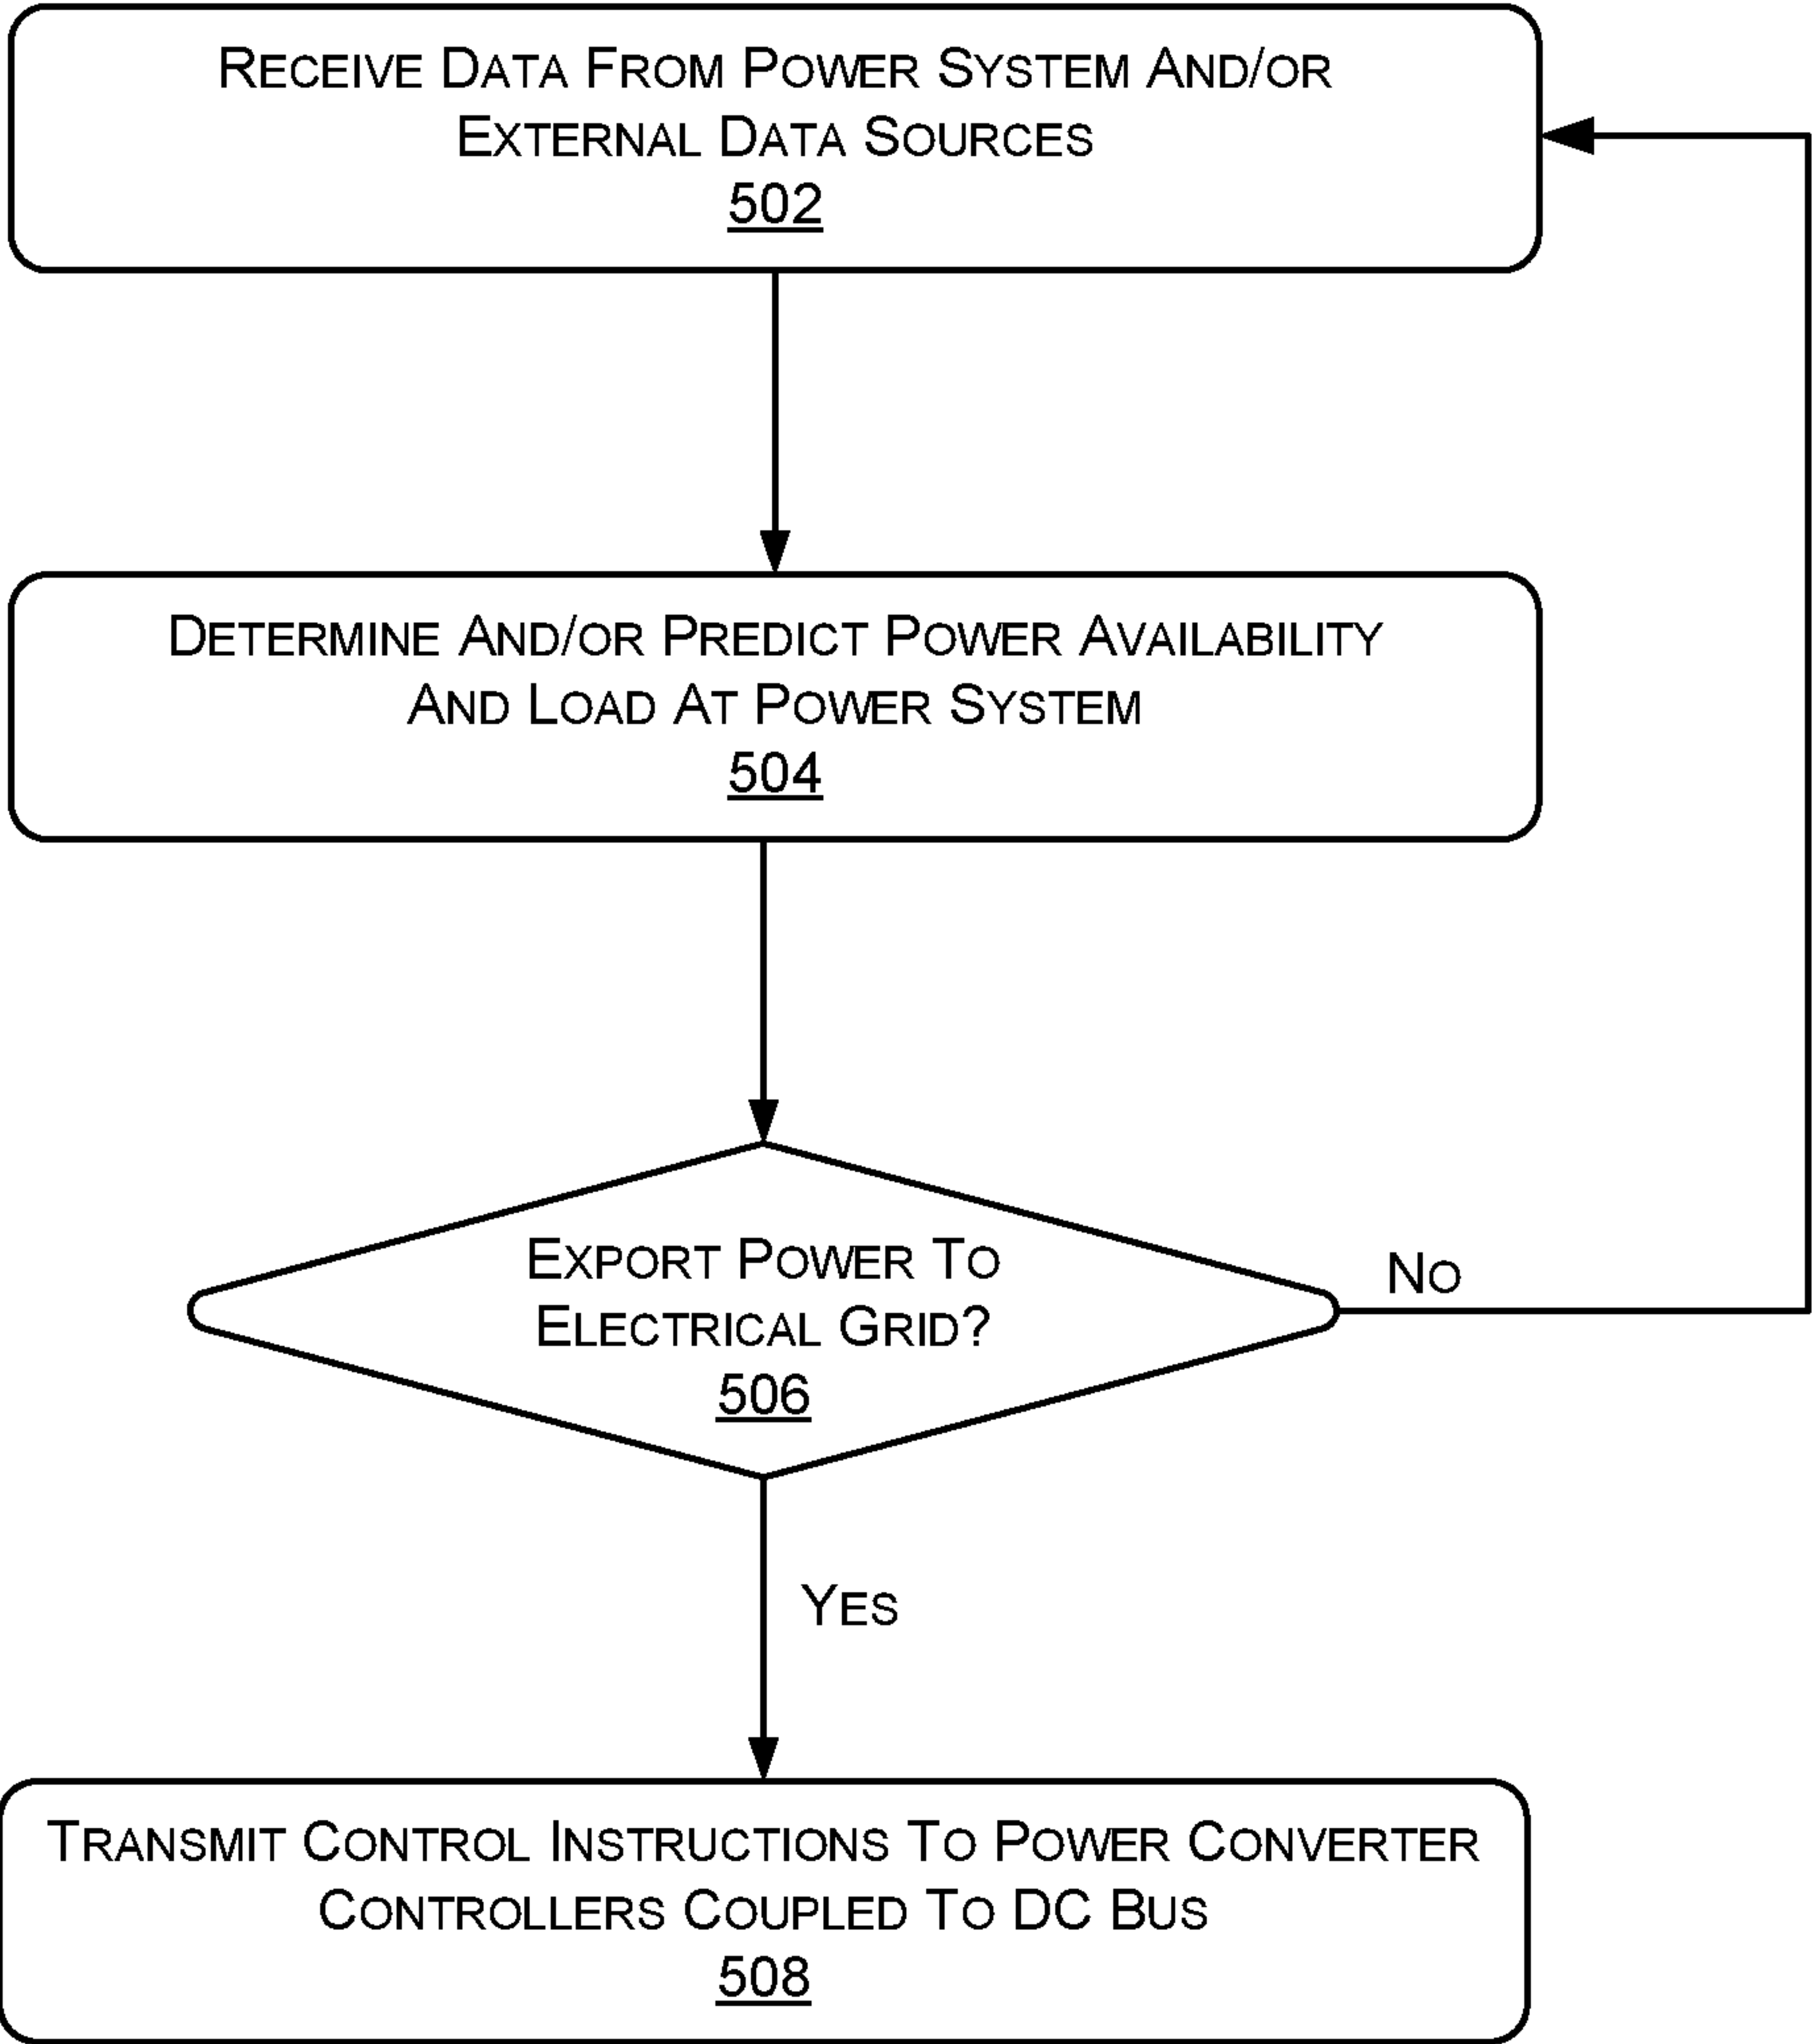 RECEIVE DATA FROM POWER SYSTEM AND/OR
EXTERNAL DATA SOURCES
502
DETERMINE AND/OR PREDICT POWER AVAILABILITY
AND LOAD AT POWER SYSTEM
504
EXPORT POWER TO
ELECTRICAL GRID?
506
NO
YES
TRANSMIT CONTROL INSTRUCTIONS TO POWER CONVERTER
CONTROLLERS COUPLED TO DC BUS
508